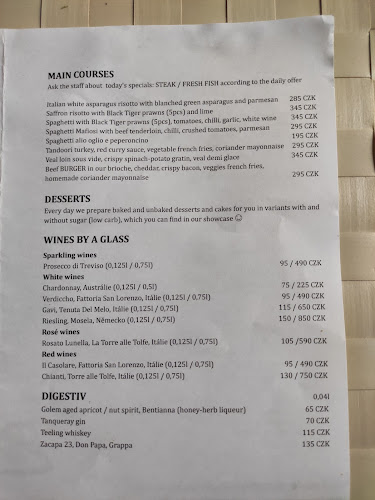 MAIN COURSES
Ask the staff about today's specials: STEAK / FRESH FISH according to the daily offer
Italian white asparagus risotto with blanched green asparagus and parmesan 285 CZK
Saffron risotto with Black Tiger prawns (5pcs) and lime 345 CZK
Spaghetti with Black Tiger prawns (5pcs), tomatoes, chilli, garlic, white wine 345 CZK
Spaghetti Mafiosi with beef tenderloin, chilli, crushed tomatoes, parmesan 295 CZK
Spaghetti alio oglio e peperoncino 195 CZK
Tandoori turkey, red curry sauce, vegetable french fries, coriander mayonnaise 295 CZK
Veal loin sous vide, crispy spinach-potato gratin, veal demi glace 345 CZK
Beef BURGER in our brioche, cheddar, crispy bacon, veggies french fries,
homemade coriander mayonnaise 295 CZK
DESSERTS
Every day we prepare baked and unbaked desserts and cakes for you in variants with and
without sugar (low carb), which you can find in our showcase ☺
WINES BY A GLASS
Sparkling wines
Prosecco di Treviso (0,125l / 0,75l) 95 / 490 CZK
White wines
Chardonnay, Austrálie (0,125l / 0,5l) 75 / 225 CZK
Verdiccho, Fattoria San Lorenzo, Itálie (0,125l / 0,75l) 95 / 490 CZK
Gavi, Tenuta Del Melo, Itálie (0,125l / 0,75l) 115 / 650 CZK
Riesling, Mosela, Německo (0,125l / 0,75l) 150 / 850 CZK
Rosé wines
Rosato Lunella, La Torre alle Tolfe, Itálie (0,125l / 0,75l) 105 /590 CZK
Red wines
Il Casolare, Fattoria San Lorenzo, Itálie (0,125l / 0,75l) 95 / 490 CZK
Chianti, Torre alle Tolfe, Itálie (0,125l / 0,75l) 130 / 750 CZK
DIGESTIV 0,04l
Golem aged apricot / nut spirit, Bentianna (honey-herb liqueur) 65 CZK
Tanqueray gin 70 CZK
Teeling whiskey 115 CZK
Zacapa 23, Don Papa, Grappa 135 CZK